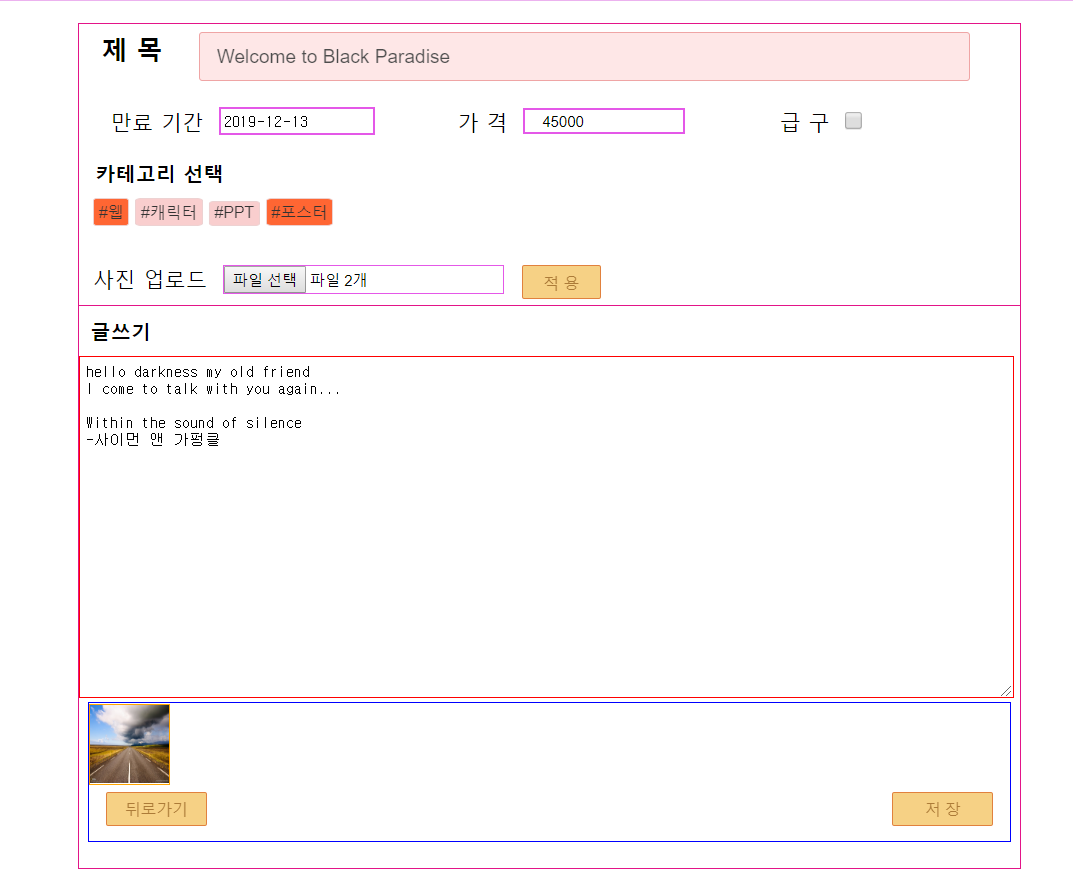 제 목 Welcome to Black Paradise
만료 기간 2019-12-13 가 격 45000 급 구
카테고리 선택
#웹 #캐릭터 #PPT #포스터
사진 업로드 파일 선택 파일 2개 적 용
글쓰기
hello darkness my old friend
I come to talk with you again...
Within the sound of silence
-사이먼 앤 가펑클
뒤로가기 저 장